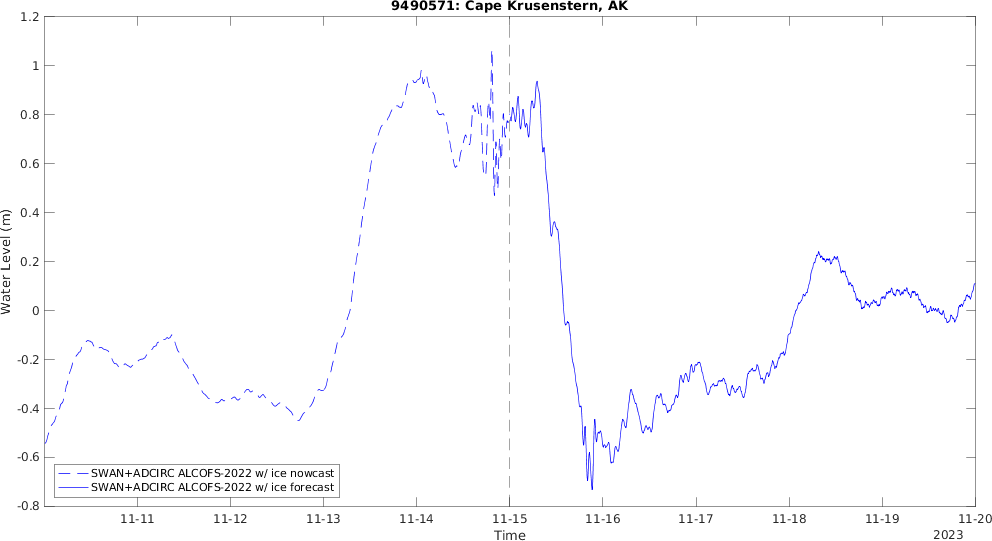 9490571: Cape Krusenstern, AK
1.2
1
0.8
0.6
0.4
0.2
0
-0.2
-0.4
-0.6
-0.8
Water Level (m)
SWAN+ADCIRC ALCOFS-2022 w/ ice nowcast
SWAN+ADCIRC ALCOFS-2022 w/ ice forecast
11-11 11-12 11-13 11-14 11-15 11-16 11-17 11-18 11-19 11-20
Time
2023